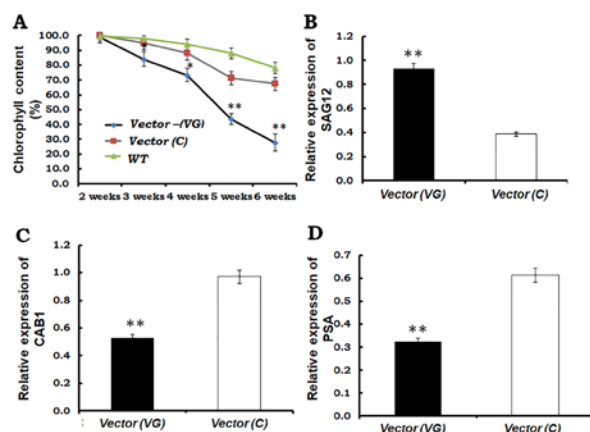 A
Chlorophyll content
(%)
100.0
90.0
80.0
70.0
60.0
50.0
40.0
30.0
20.0
10.0
0.0
*
*
**
**
Vector –(VG)
Vector (C)
WT
2 weeks 3 weeks 4 weeks 5 weeks 6 weeks
B
Relative expression of
SAG12
1.2
1.0
0.8
0.6
0.4
0.2
0.0
**
Vector (VG) Vector (C)
C
Relative expression of
CAB1
1.2
1.0
0.8
0.6
0.4
0.2
0.0
**
Vector (VG) Vector (C)
D
Relative expression of
PSA
0.7
0.6
0.5
0.4
0.3
0.2
0.1
0.0
**
Vector (VG) Vector (C)